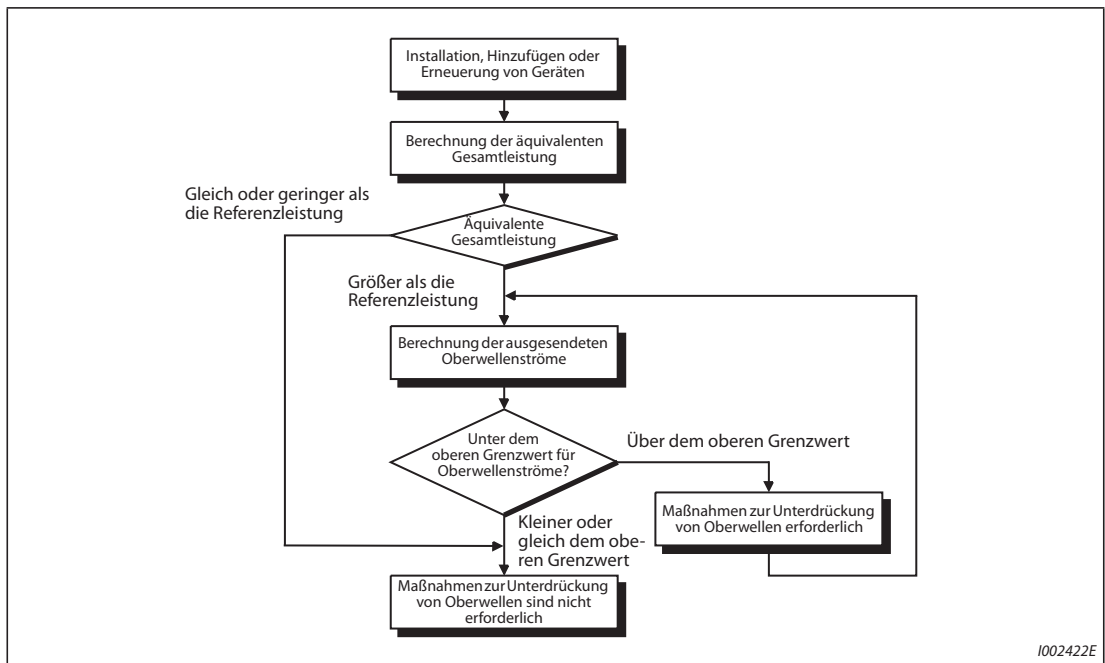 Installation, Hinzufügen oder
Erneuerung von Geräten
Berechnung der äquivalenten
Gesamtleistung
Gleich oder geringer als
die Referenzleistung
Äquivalente
Gesamtleistung
Größer als die
Referenzleistung
Berechnung der ausgesendeten
Oberwellenströme
Unter dem
oberen Grenzwert für
Oberwellenströme?
Über dem oberen Grenzwert
Maßnahmen zur Unterdrückung
von Oberwellen erforderlich
Kleiner oder
gleich dem obe-
ren Grenzwert
Maßnahmen zur Unterdrückung
von Oberwellen sind nicht
erforderlich
I002422E